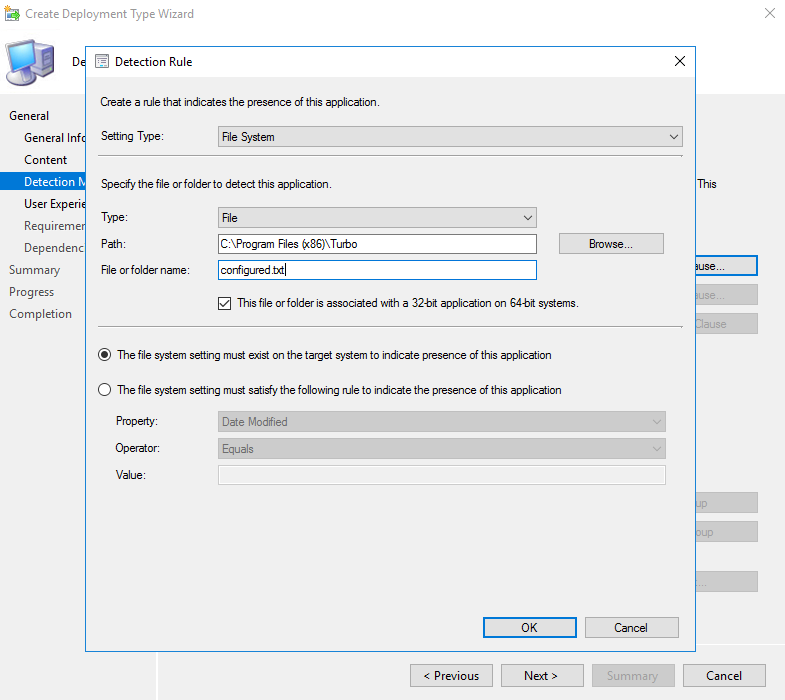 Create Deployment Type Wizard
Detection Rule
Create a rule that indicates the presence of this application.
Setting Type:
File System
Specify the file or folder to detect this application.
Type:
File
Path:
C:\Program Files (x86)\Turbo
Browse...
File or folder name:
configured.txt
This file or folder is associated with a 32-bit application on 64-bit systems.
The file system setting must exist on the target system to indicate presence of this application
The file system setting must satisfy the following rule to indicate the presence of this application
Property:
Date Modified
Operator:
Equals
Value:
OK
Cancel
General
General Info
Content
Detection M
User Experie
Requiremen
Dependenc
Summary
Progress
Completion
This
ause...
ause...
Clause
up
oup
...
< Previous
Next >
Summary
Cancel